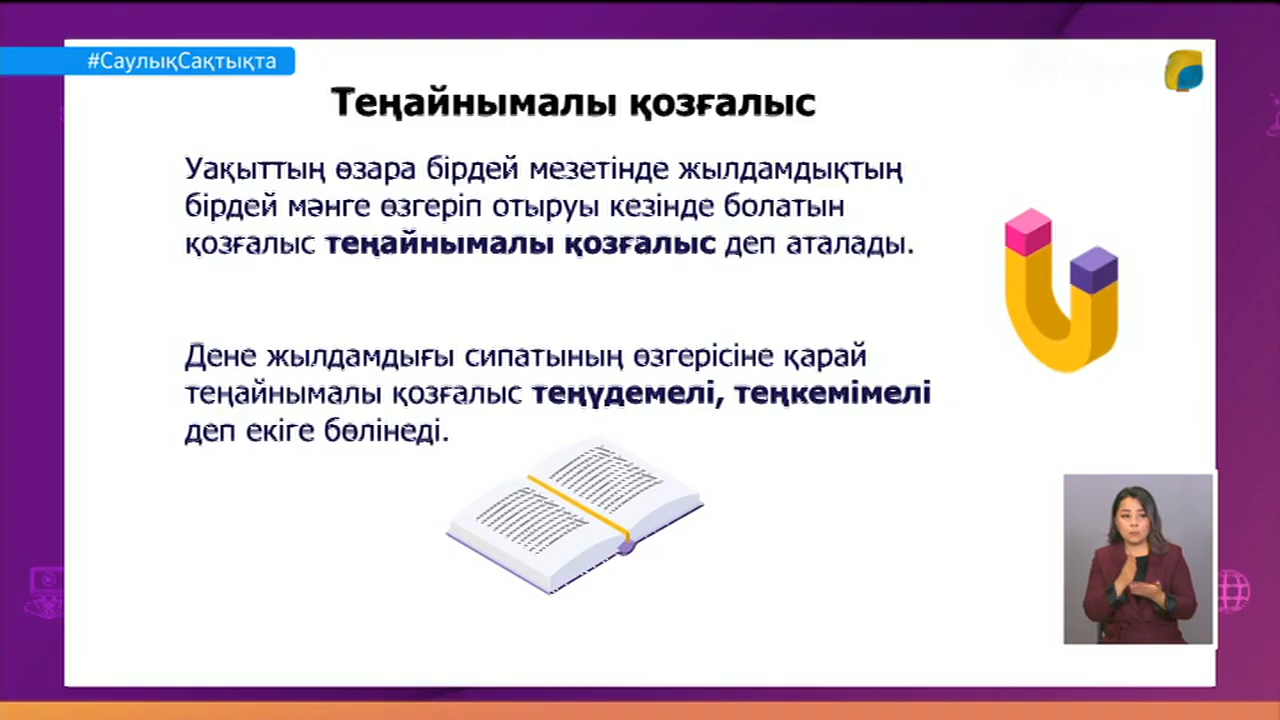 #СаулықСақтықта
Теңайнымалы қозғалыс
Уақыттың өзара бірдей мезетінде жылдамдықтың
бірдей мәнге өзгеріп отыруы кезінде болатын
қозғалыс теңайнымалы қозғалыс деп аталады.
Дене жылдамдығы сипатының өзгерісіне қарай
теңайнымалы қозғалыс теңүдемелі, теңкемімелі
деп екіге бөлінеді.